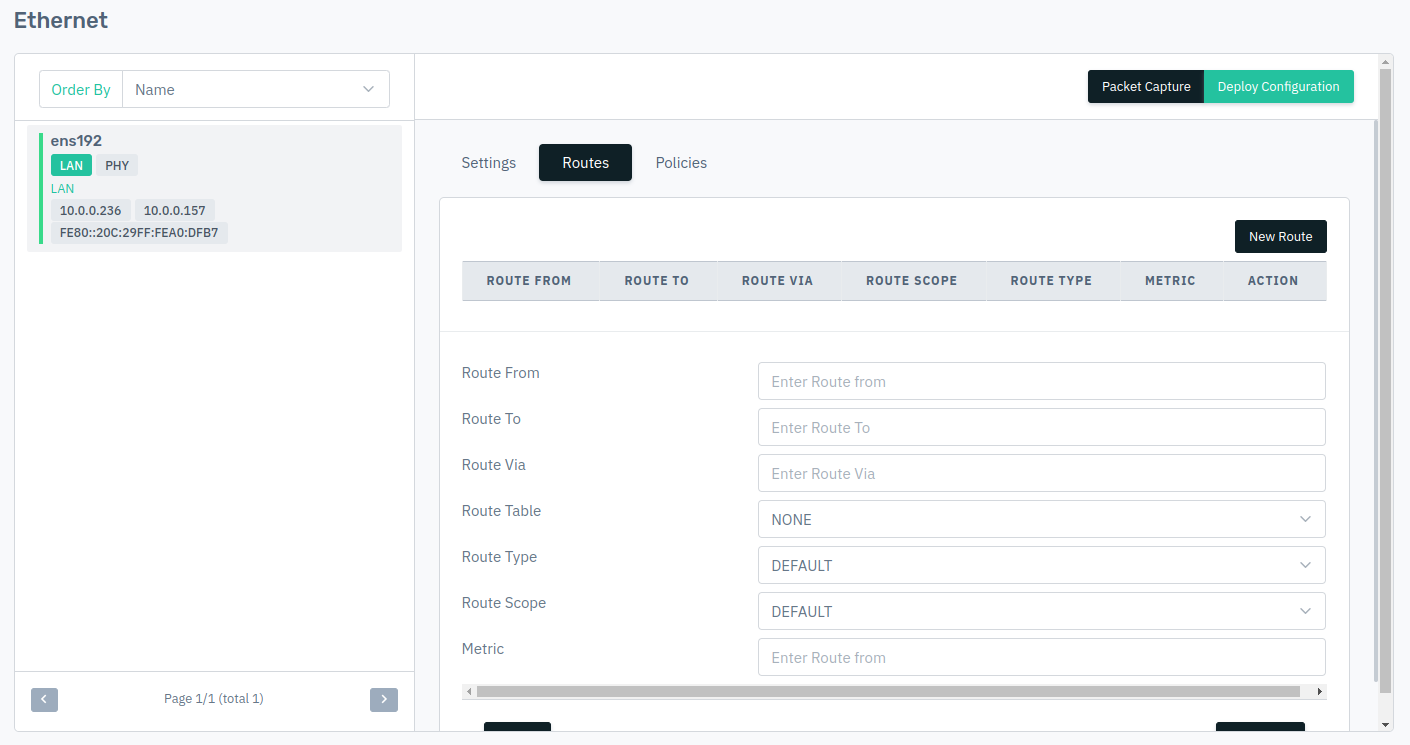 Ethernet
Order By Name
Packet Capture Deploy Configuration
ens192
LAN PHY
LAN
10.0.0.236 10.0.0.157
FE80::20C:29FF:FEA0:DFB7
Settings Routes Policies
New Route
ROUTE FROM ROUTE TO ROUTE VIA ROUTE SCOPE ROUTE TYPE METRIC ACTION
Route From Enter Route from
Route To Enter Route To
Route Via Enter Route Via
Route Table NONE
Route Type DEFAULT
Route Scope DEFAULT
Metric Enter Route from
Page 1/1 (total 1)